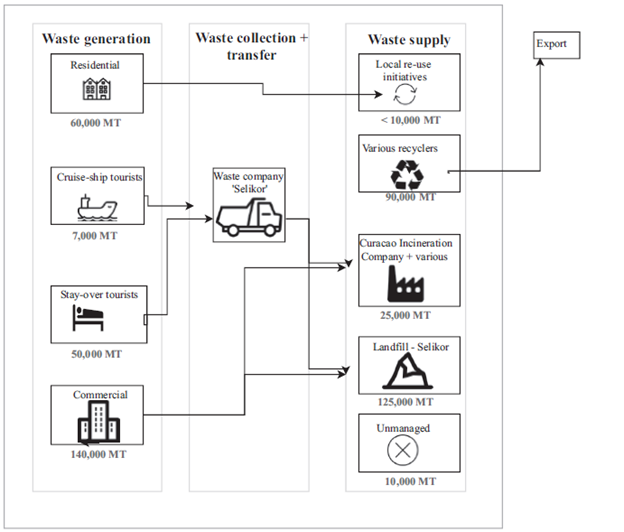 Waste generation
Residential
60,000 MT
Cruise-ship tourists
7,000 MT
Stay-over tourists
50,000 MT
Commercial
140,000 MT
Waste collection +
transfer
Waste company
'Selikor'
Waste supply
Local re-use
initiatives
< 10,000 MT
Various recyclers
90,000 MT
Curacao Incineration
Company + various
25,000 MT
Landfill - Selikor
125,000 MT
Unmanaged
10,000 MT
Export